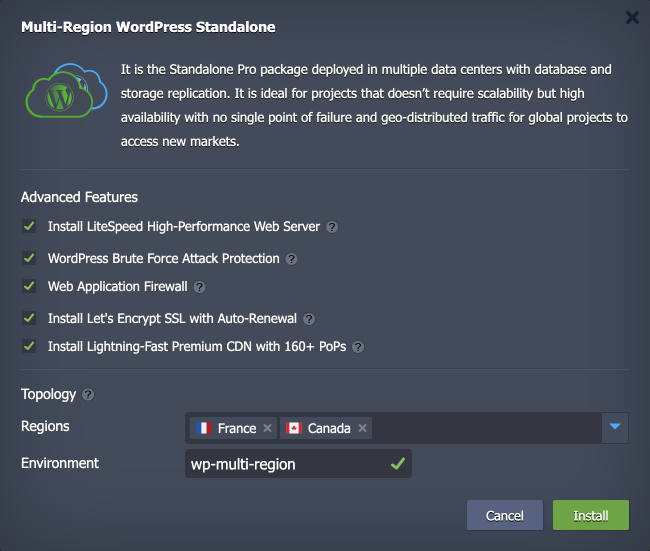 Multi-Region WordPress Standalone
It is the Standalone Pro package deployed in multiple data centers with database and
storage replication. It is ideal for projects that doesn’t require scalability but high
availability with no single point of failure and geo-distributed traffic for global projects to
access new markets.
Advanced Features
Install LiteSpeed High-Performance Web Server ?
WordPress Brute Force Attack Protection ?
Web Application Firewall ?
Install Let's Encrypt SSL with Auto-Renewal ?
Install Lightning-Fast Premium CDN with 160+ PoPs ?
Topology ?
Regions France × Canada ×
Environment wp-multi-region
Cancel Install